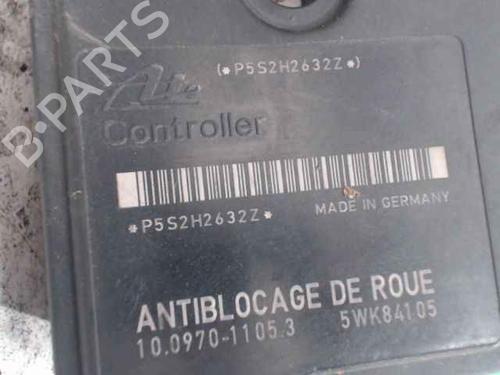 (*P5S2H2632Z*)
Ate
Controller
*P5S2H2632Z*
MADE IN GERMANY
ANTIBLOCAGE DE ROUE
10.0970-1105.3 5WK84105
B-PARTS